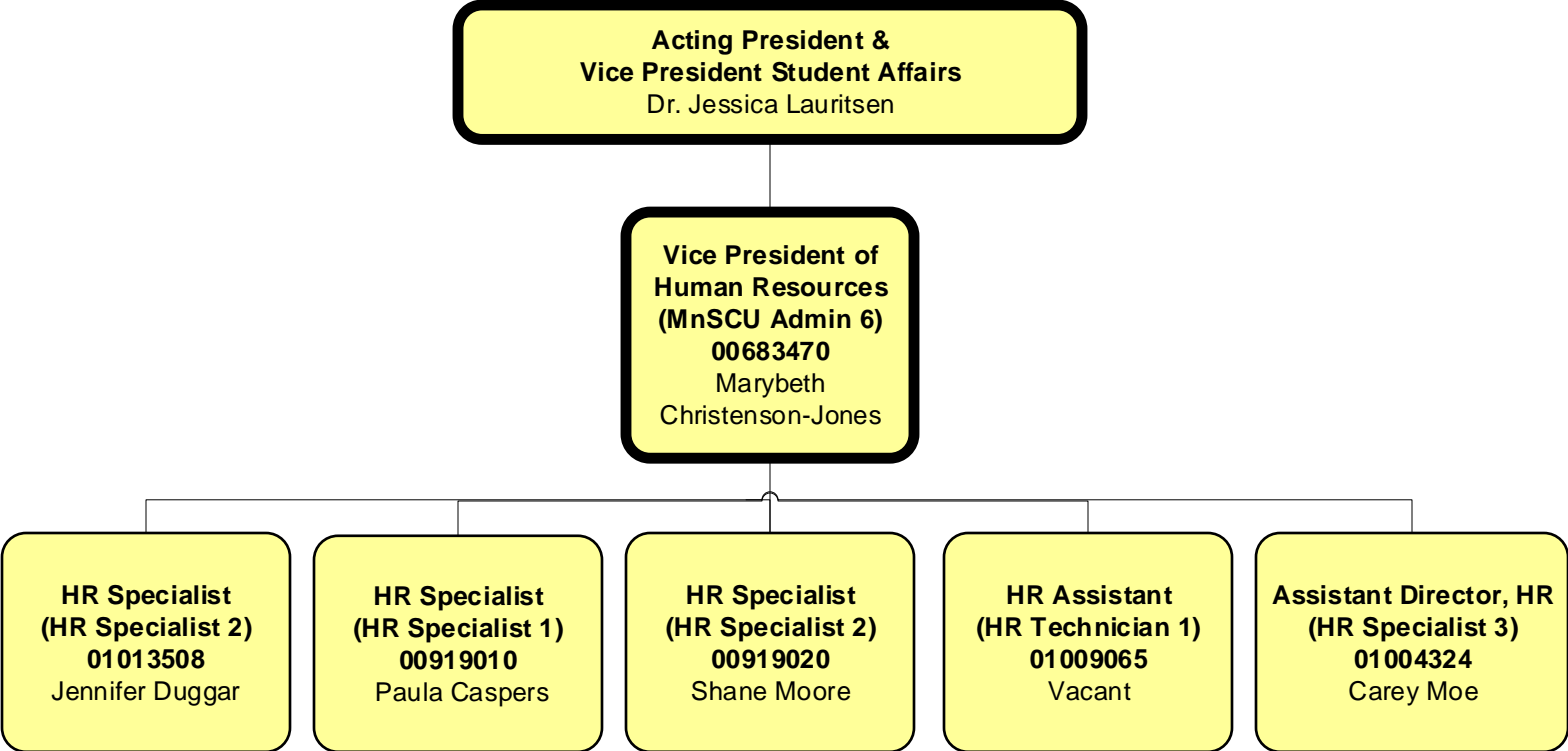 Acting President &
Vice President Student Affairs
Dr. Jessica Lauritsen
Vice President of
Human Resources
(MnSCU Admin 6)
00683470
Marybeth
Christenson-Jones
HR Specialist
(HR Specialist 2)
01013508
Jennifer Duggar
HR Specialist
(HR Specialist 1)
00919010
Paula Caspers
HR Specialist
(HR Specialist 2)
00919020
Shane Moore
HR Assistant
(HR Technician 1)
01009065
Vacant
Assistant Director, HR
(HR Specialist 3)
01004324
Carey Moe